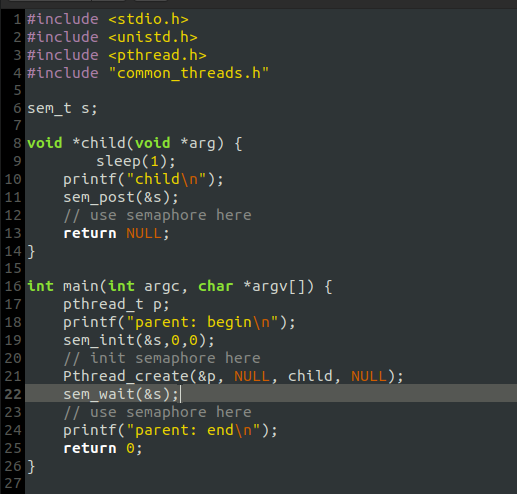 1 #include <stdio.h>
2 #include <unistd.h>
3 #include <pthread.h>
4 #include "common_threads.h"
5
6 sem_t s;
7
8 void *child(void *arg) {
9         sleep(1);
10     printf("child\n");
11     sem_post(&s);
12     // use semaphore here
13     return NULL;
14 }
15
16 int main(int argc, char *argv[]) {
17     pthread_t p;
18     printf("parent: begin\n");
19     sem_init(&s,0,0);
20     // init semaphore here
21     Pthread_create(&p, NULL, child, NULL);
22     sem_wait(&s);
23     // use semaphore here
24     printf("parent: end\n");
25     return 0;
26 }
27